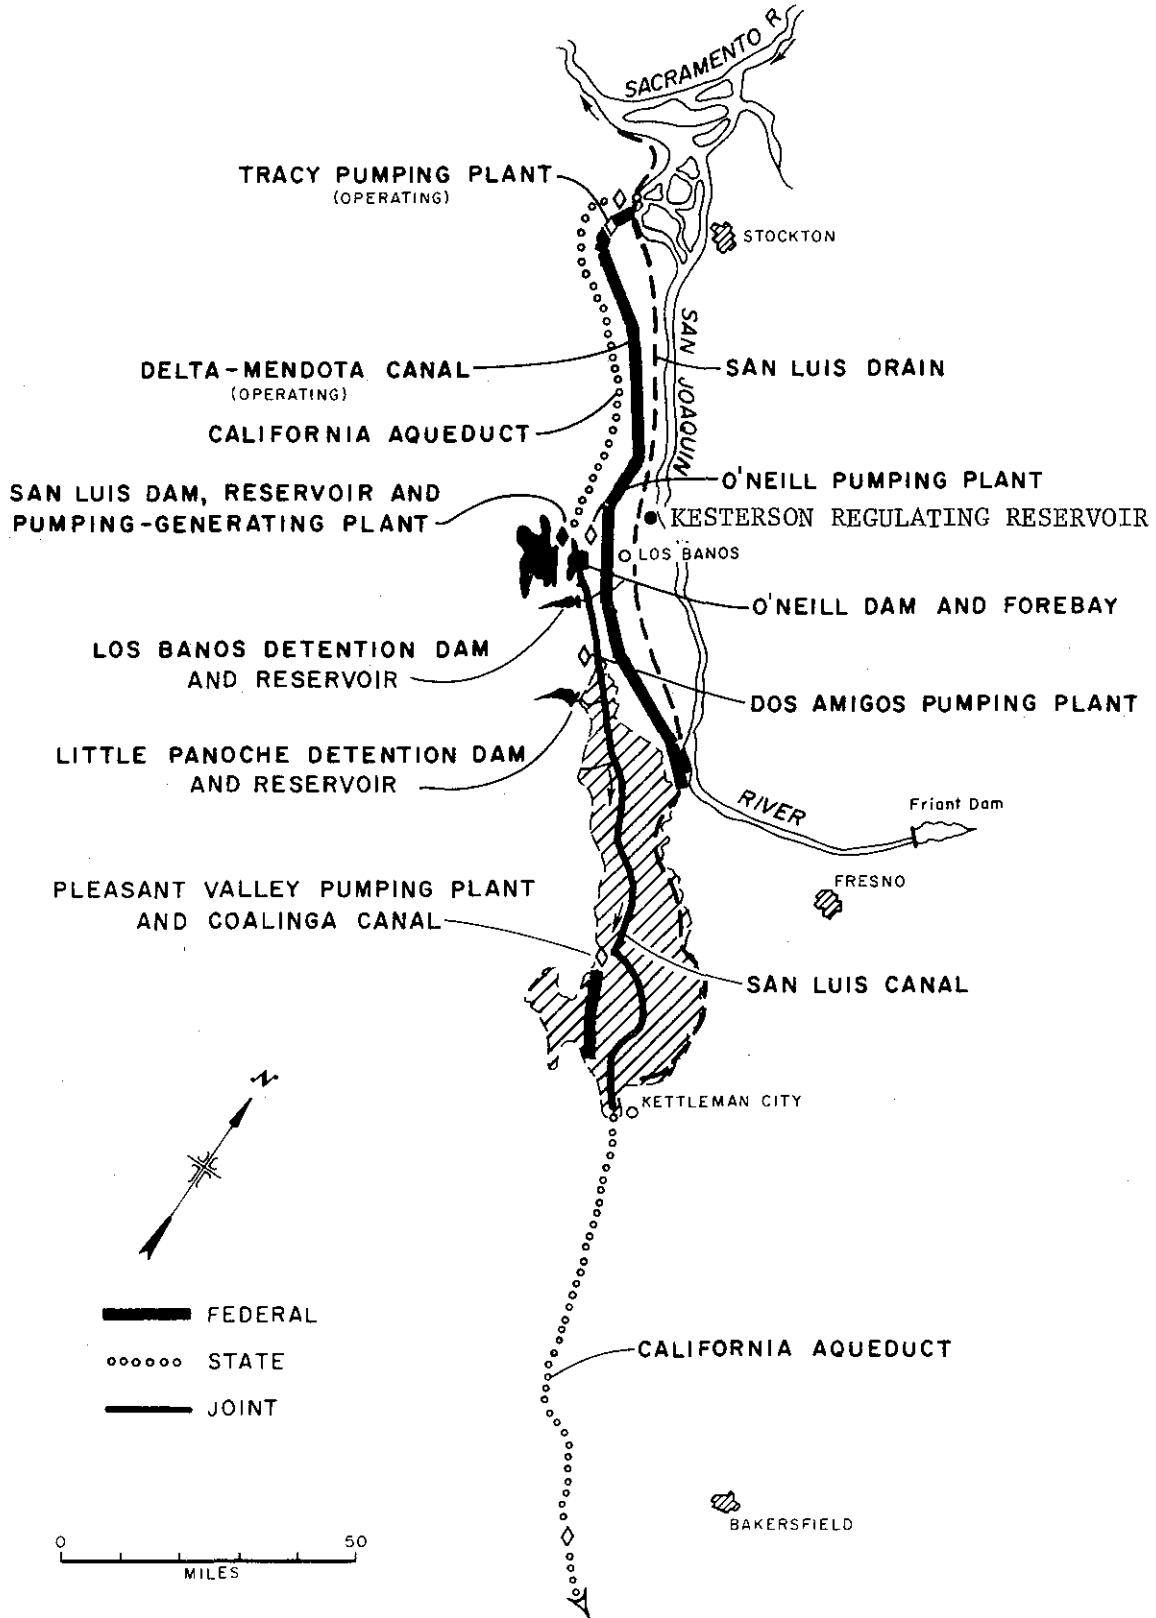 SACRAMENTO R
TRACY PUMPING PLANT
(OPERATING)
STOCKTON
SAN JOAQUIN
DELTA-MENDOTA CANAL
(OPERATING)
SAN LUIS DRAIN
CALIFORNIA AQUEDUCT
O'NEILL PUMPING PLANT
SAN LUIS DAM, RESERVOIR AND
PUMPING-GENERATING PLANT
KESTERSON REGULATING RESERVOIR
LOS BANOS
O'NEILL DAM AND FOREBAY
LOS BANOS DETENTION DAM
AND RESERVOIR
DOS AMIGOS PUMPING PLANT
LITTLE PANOCHE DETENTION DAM
AND RESERVOIR
RIVER
Friant Dam
FRESNO
PLEASANT VALLEY PUMPING PLANT
AND COALINGA CANAL
SAN LUIS CANAL
N
KETTLEMAN CITY
FEDERAL
STATE
JOINT
CALIFORNIA AQUEDUCT
BAKERSFIELD
0 50
MILES